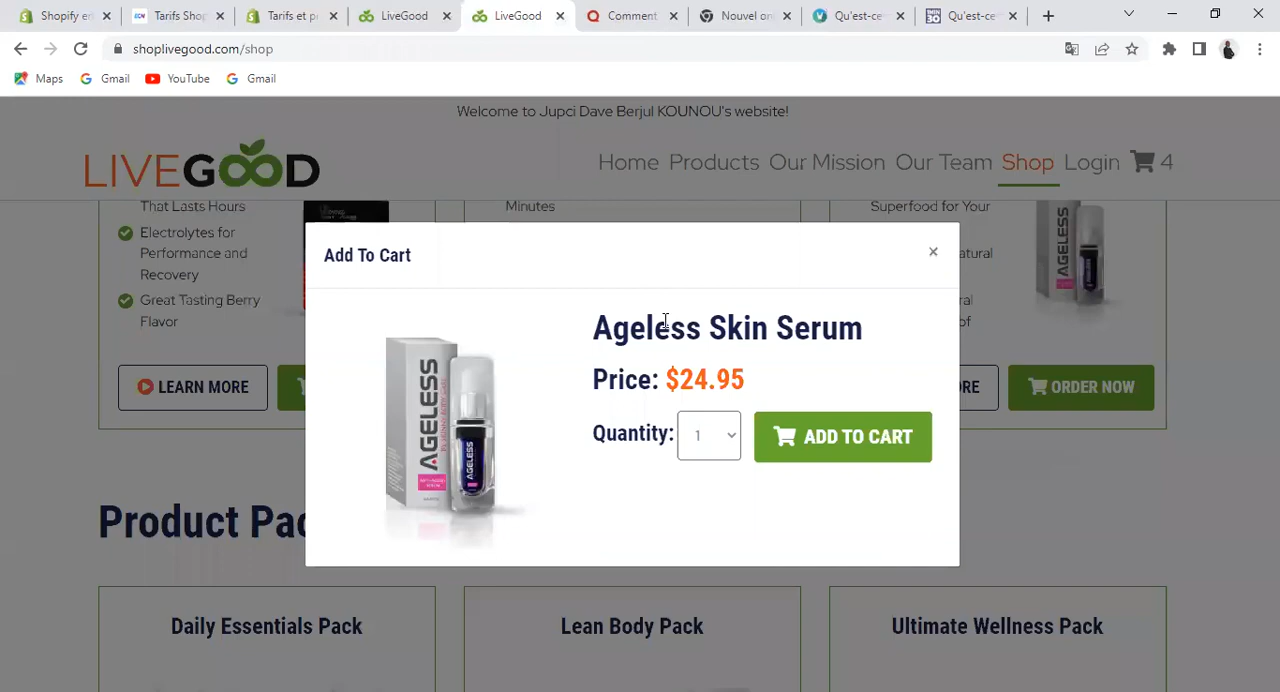 Shopify en
Tarifs Shop
Tarifs et p
LiveGood
LiveGood
Comment
Nouvel on
Qu'est-ce
Qu'est-ce
shoplivegood.com/shop
Maps
Gmail
YouTube
Gmail
Welcome to Jupci Dave Berjul KOUNOU's website!
LIVEGOOD
Home Products Our Mission Our Team Shop Login 4
That Lasts Hours
Electrolytes for
Performance and
Recovery
Great Tasting Berry
Flavor
LEARN MORE
Minutes
Superfood for Your
AGELESS
ORDER NOW
Add To Cart
×
AGELESS
AGELESS
Ageless Skin Serum
Price: $24.95
Quantity: 1
ADD TO CART
Product Pac
Daily Essentials Pack
Lean Body Pack
Ultimate Wellness Pack